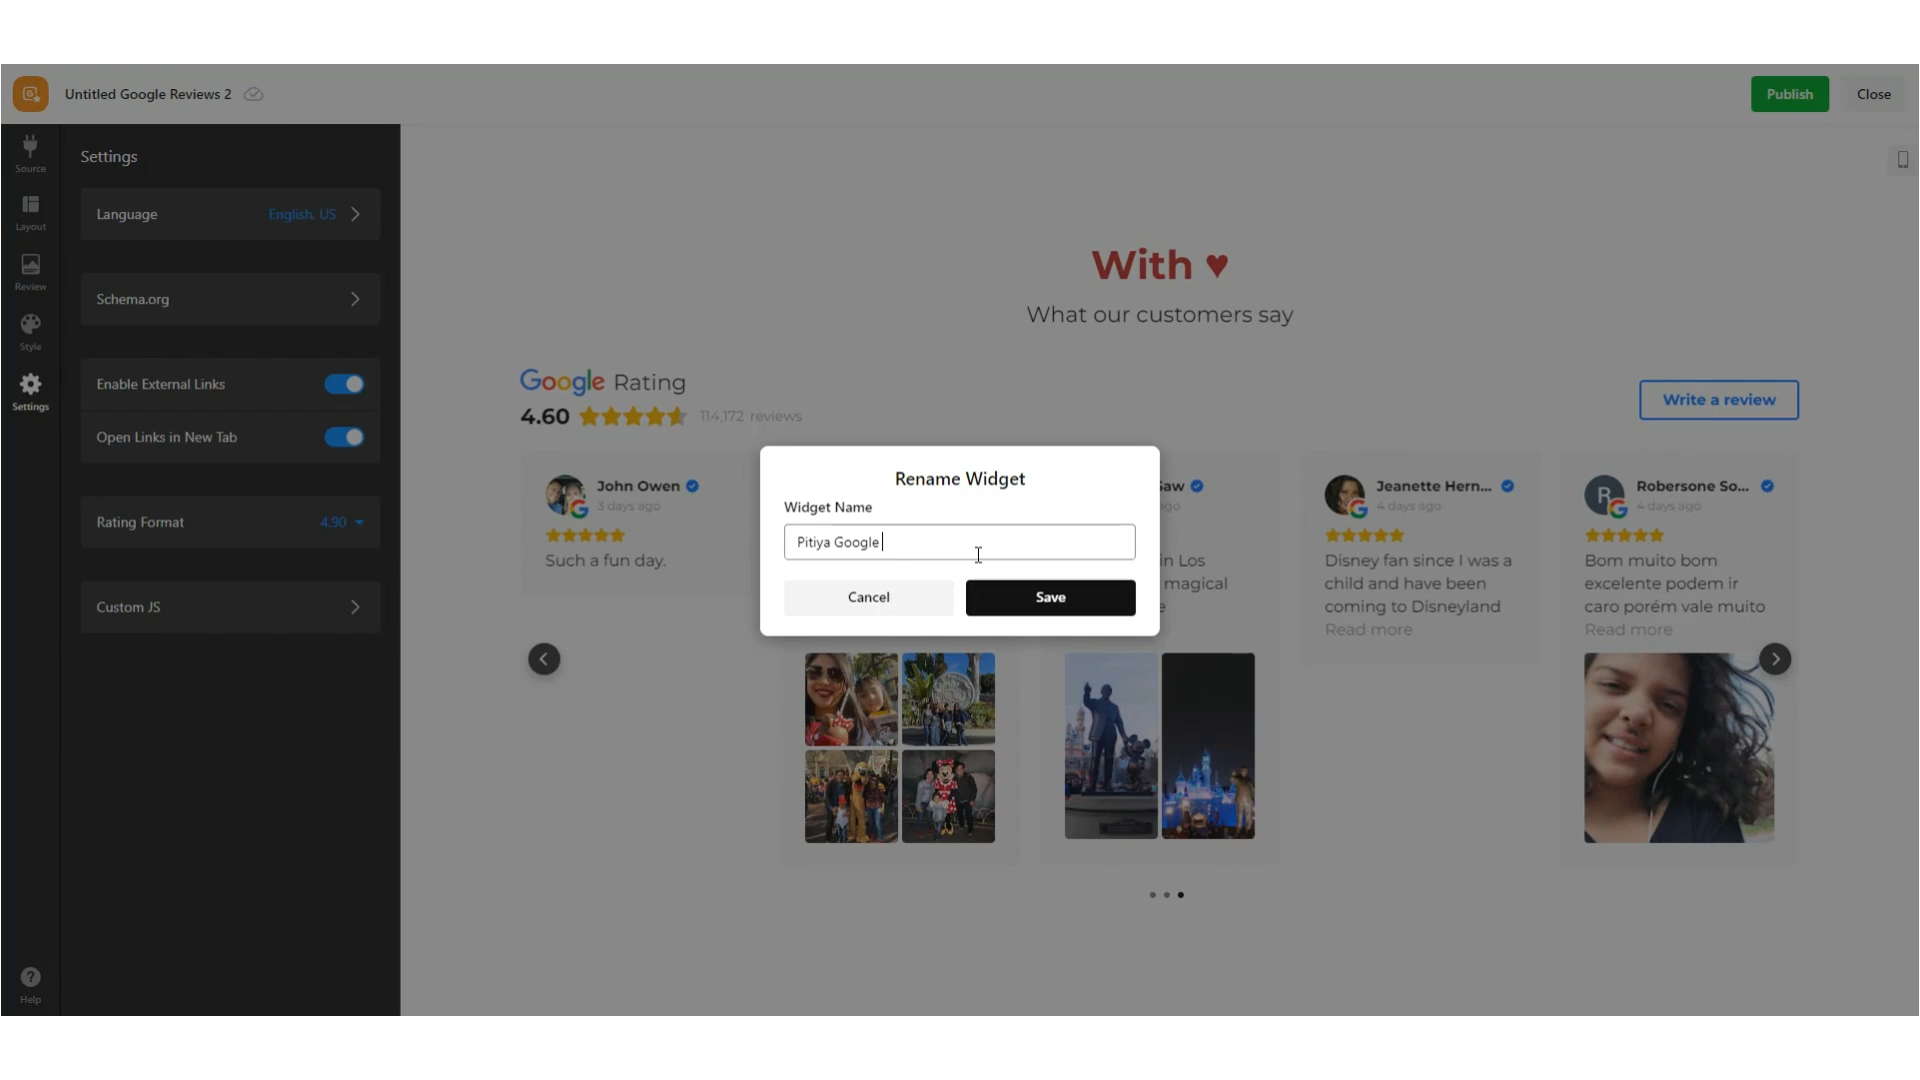 Untitled Google Reviews 2
Publish
Close
Source
Layout
Review
Style
Settings
Help
Settings
Language
English, US
Schema.org
Enable External Links
Open Links in New Tab
Rating Format
4.90
Custom JS
With ♥
What our customers say
Google Rating
4.60
114,172 reviews
Write a review
Rename Widget
Widget Name
Pitiya Google
Cancel
Save
John Owen
3 days ago
Such a fun day.
ago
in Los
magical
Jeanette Hern...
4 days ago
Disney fan since I was a
child and have been
coming to Disneyland
Read more
R
Robersone So...
4 days ago
Bom muito bom
excelente podem ir
caro porém vale muito
Read more